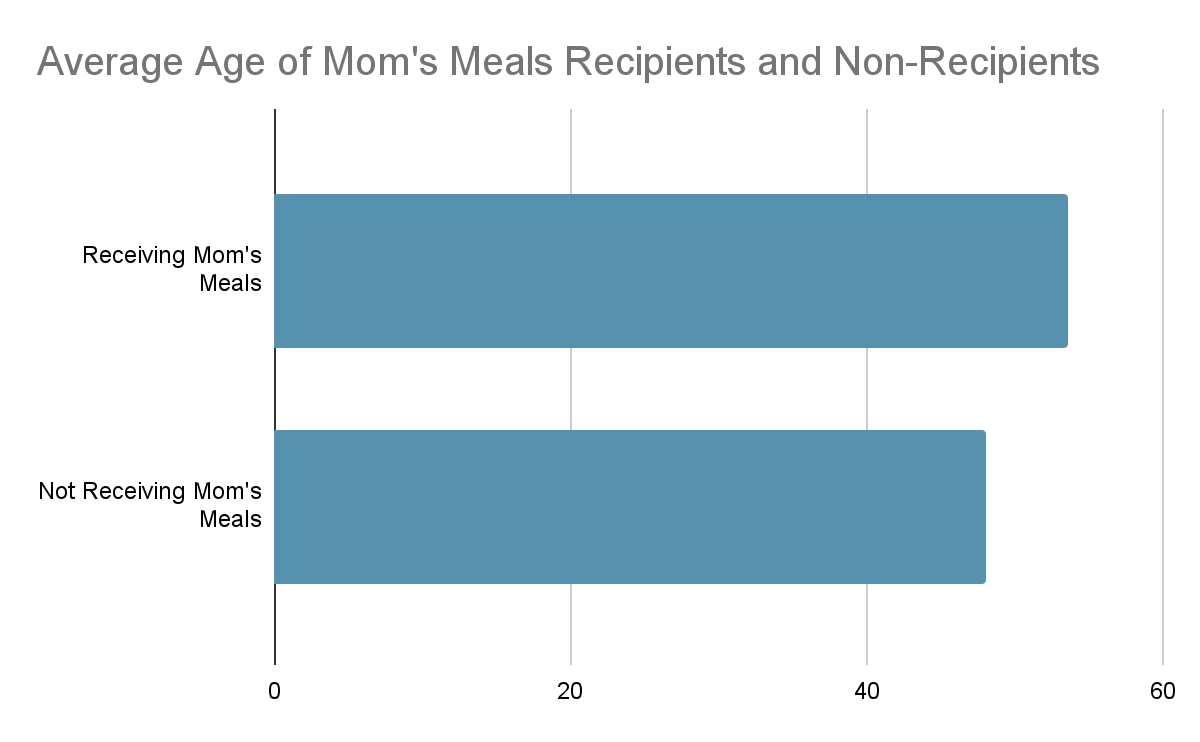 Average Age of Mom's Meals Recipients and Non-Recipients
Receiving Mom's
Meals
Not Receiving Mom's
Meals
0 20 40 60